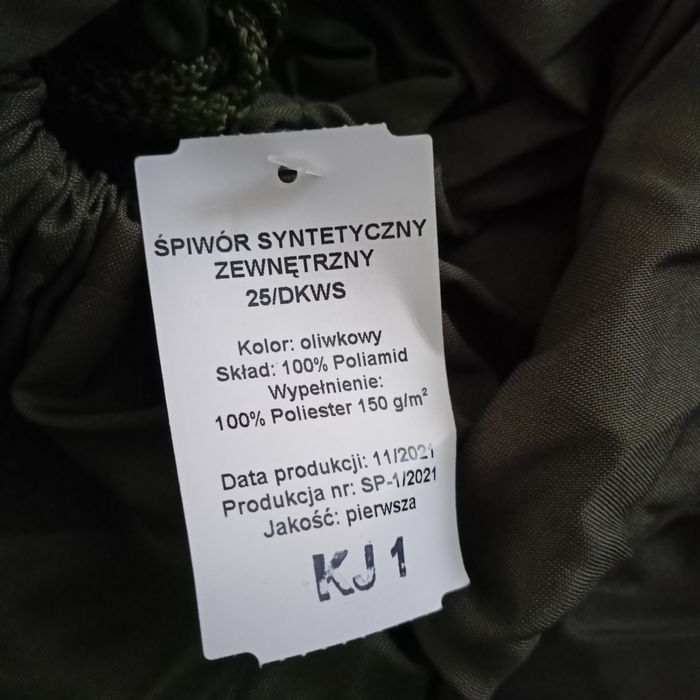 ŚPIWÓR SYNTETYCZNY
ZEWNĘTRZNY
25/DKWS
Kolor: oliwkowy
Skład: 100% Poliamid
Wypełnienie:
100% Poliester 150 g/m²
Data produkcji: 11/2021
Produkcja nr: SP-1/2021
Jakość: pierwsza
KJ 1